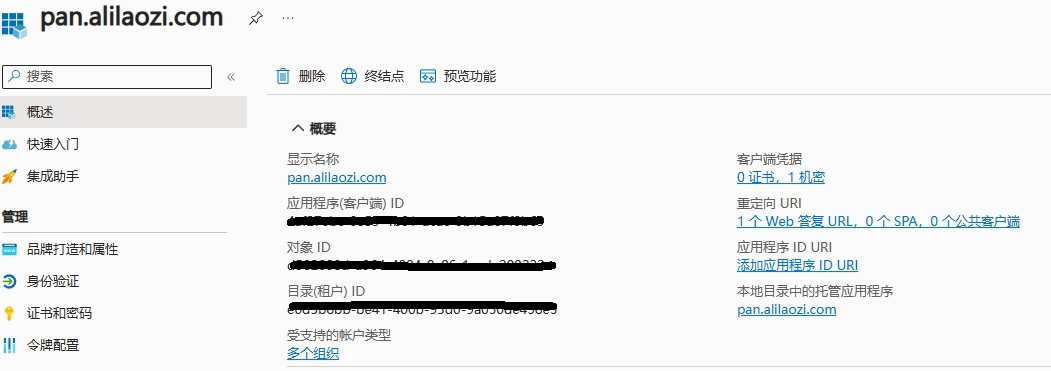 pan.alilaozi.com
搜索
«
概述
快速入门
集成助手
管理
品牌打造和属性
身份验证
证书和密码
令牌配置
删除 终结点 预览功能
概要
显示名称
pan.alilaozi.com
应用程序(客户端) ID
对象 ID
目录(租户) ID
受支持的帐户类型
多个组织
客户端凭据
0 证书，1 机密
重定向 URI
1 个 Web 答复 URL，0 个 SPA，0 个公共客户端
应用程序 ID URI
添加应用程序 ID URI
本地目录中的托管应用程序
pan.alilaozi.com